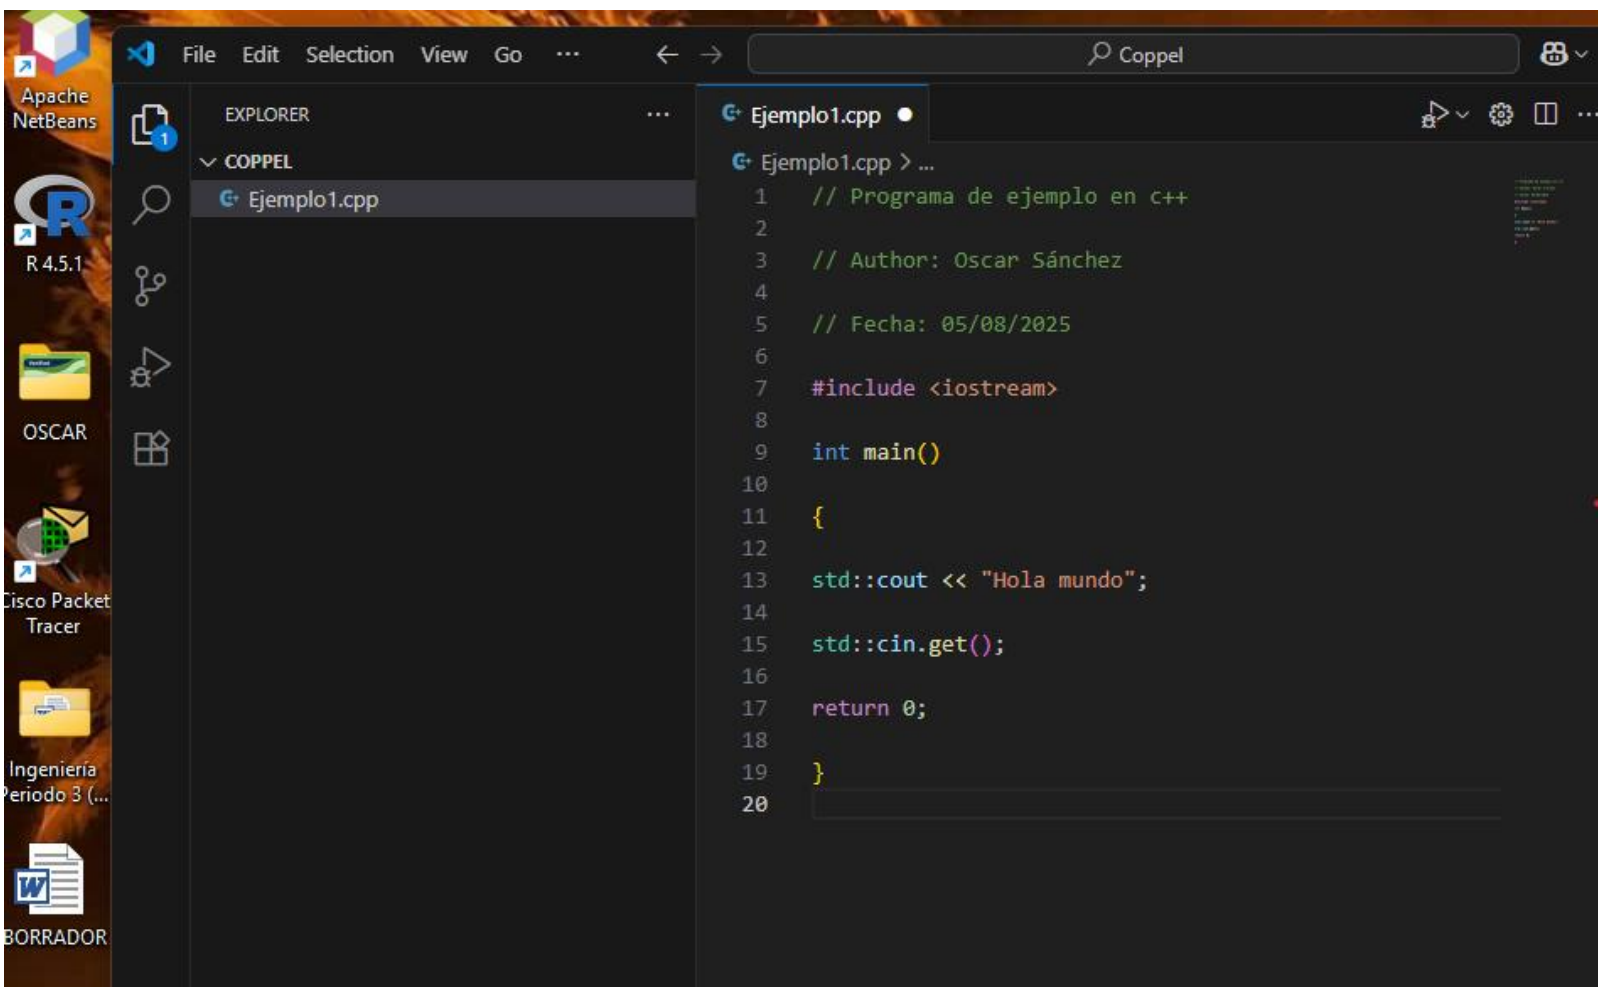 Apache
NetBeans
R 4.5.1
OSCAR
Cisco Packet
Tracer
Ingeniería
Periodo 3 (...
BORRADOR
File Edit Selection View Go ···
Coppel
1
EXPLORER ···
COPPEL
Ejemplo1.cpp
Ejemplo1.cpp
Ejemplo1.cpp > ...
1 // Programa de ejemplo en c++
2
3 // Author: Oscar Sánchez
4
5 // Fecha: 05/08/2025
6
7 #include <iostream>
8
9 int main()
10
11 {
12
13 std::cout << "Hola mundo";
14
15 std::cin.get();
16
17 return 0;
18
19 }
20